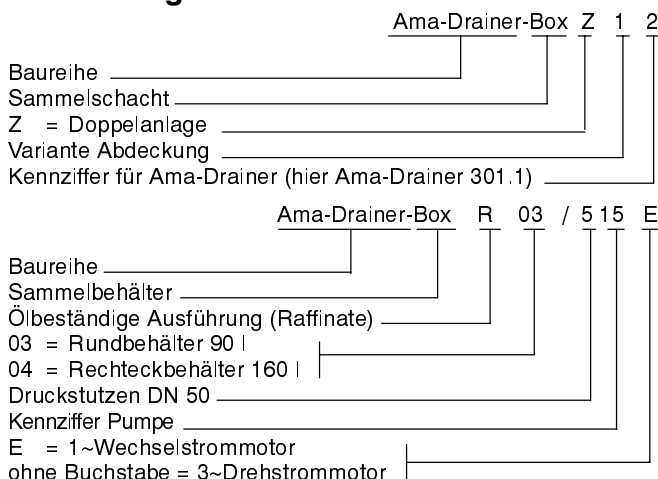 Ama-Drainer-Box Z 1 2
Baureihe
Sammelschacht
Z = Doppelanlage
Variante Abdeckung
Kennziffer für Ama-Drainer (hier Ama-Drainer 301.1)
Ama-Drainer-Box R 03 / 5 15 E
Baureihe
Sammelbehälter
Ölbeständige Ausführung (Raffinate)
03 = Rundbehälter 90 l
04 = Rechteckbehälter 160 l
Druckstutzen DN 50
Kennziffer Pumpe
E = 1~Wechselstrommotor
ohne Buchstabe = 3~Drehstrommotor